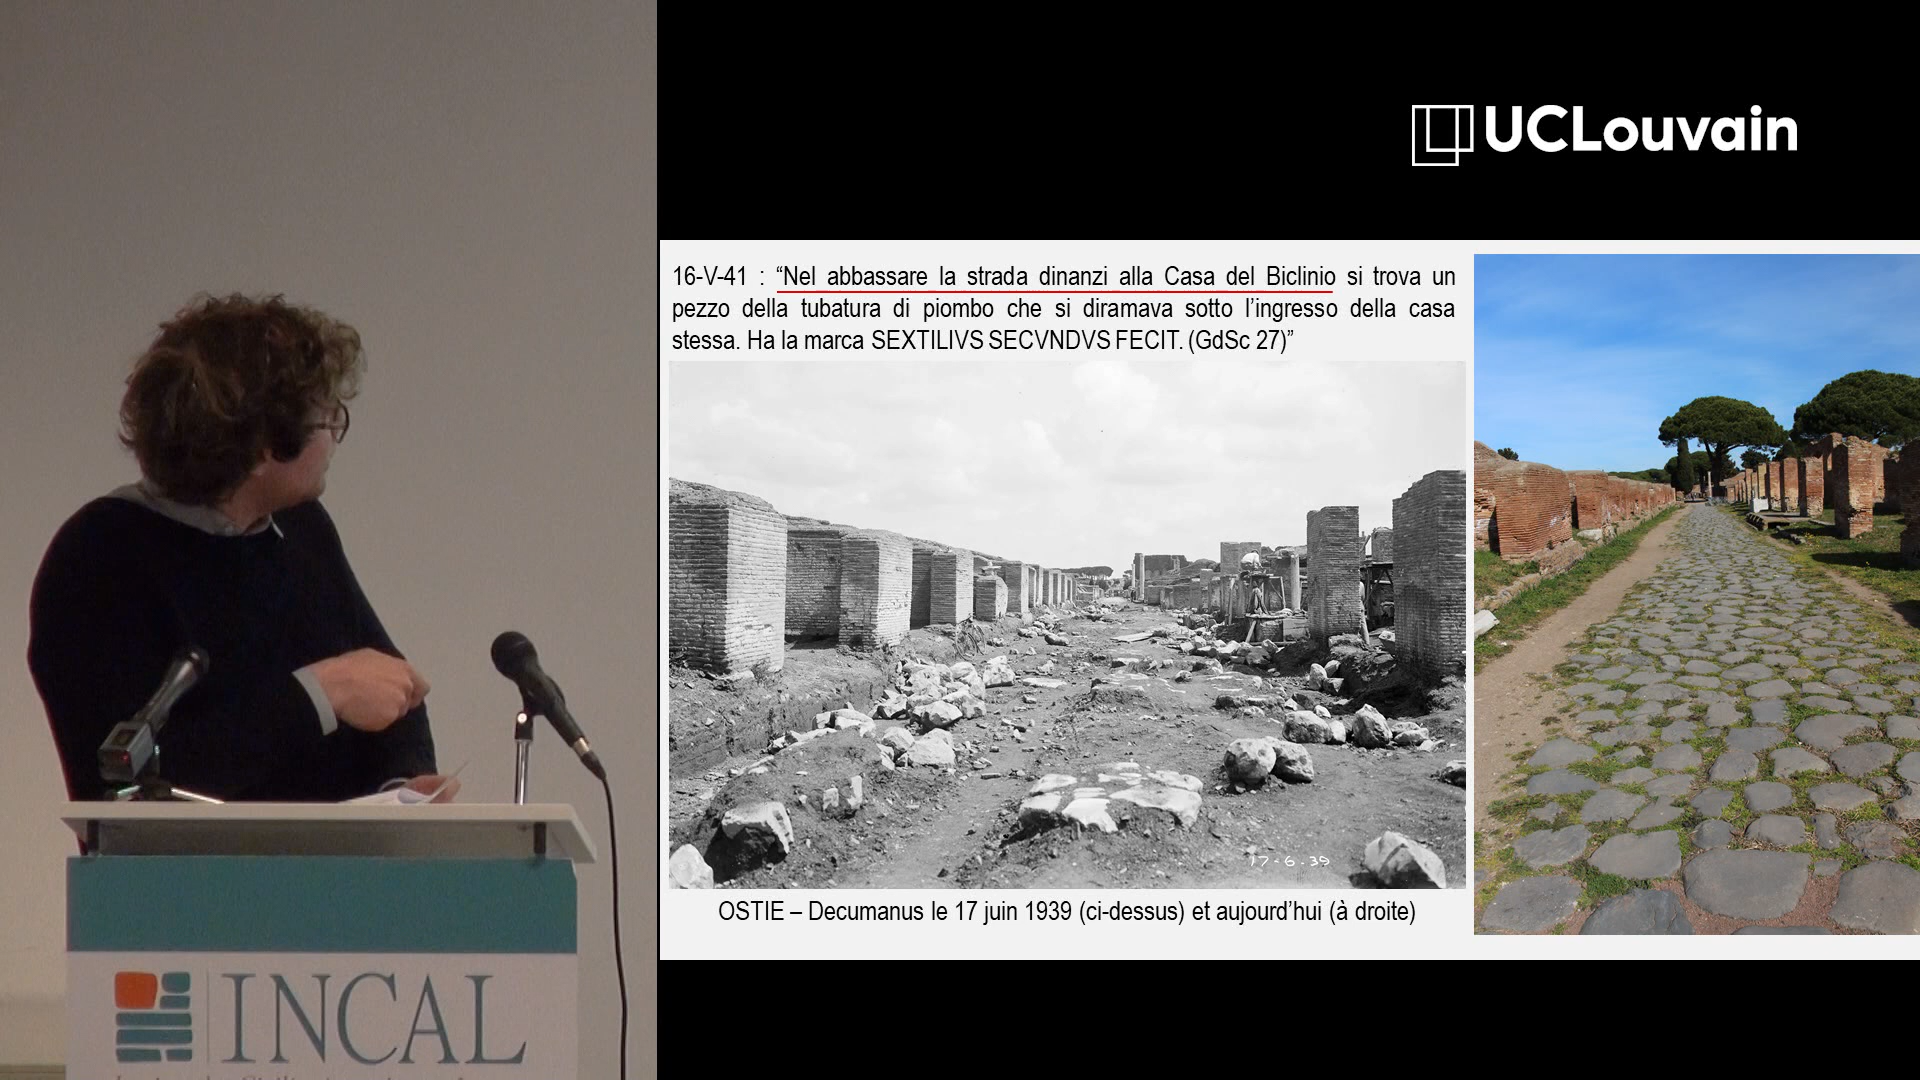 UCLouvain
16-V-41 : “Nel abbassare la strada dinanzi alla Casa del Biclinio si trova un
pezzo della tubatura di piombo che si diramava sotto l’ingresso della casa
stessa. Ha la marca SEXTILIVS SECVNDVS FECIT. (GdSc 27)”
17-6.39
OSTIE – Decumanus le 17 juin 1939 (ci-dessus) et aujourd’hui (à droite)
INCAL